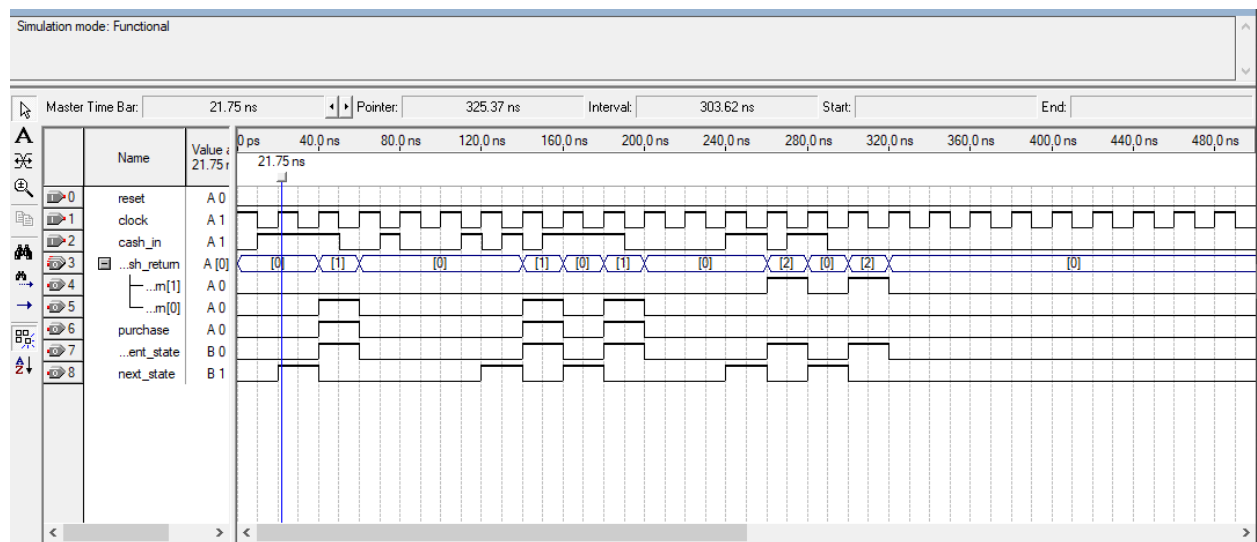 Simulation mode: Functional
Master Time Bar: 21.75 ns Pointer: 325.37 ns Interval: 303.62 ns Start: End:
Name Value a 21.75 r
0 ps 40.0 ns 80.0 ns 120.0 ns 160.0 ns 200.0 ns 240.0 ns 280.0 ns 320.0 ns 360.0 ns 400.0 ns 440.0 ns 480.0 ns
21.75 ns
0 reset A 0
1 clock A 1
2 cash_in A 1
3 ...sh_return A [0] [0] [1] [0] [1] [0] [1] [0] [2] [0] [2] [0]
4 ...m[1] A 0
5 ...m[0] A 0
6 purchase A 0
7 ...ent_state B 0
8 next_state B 1